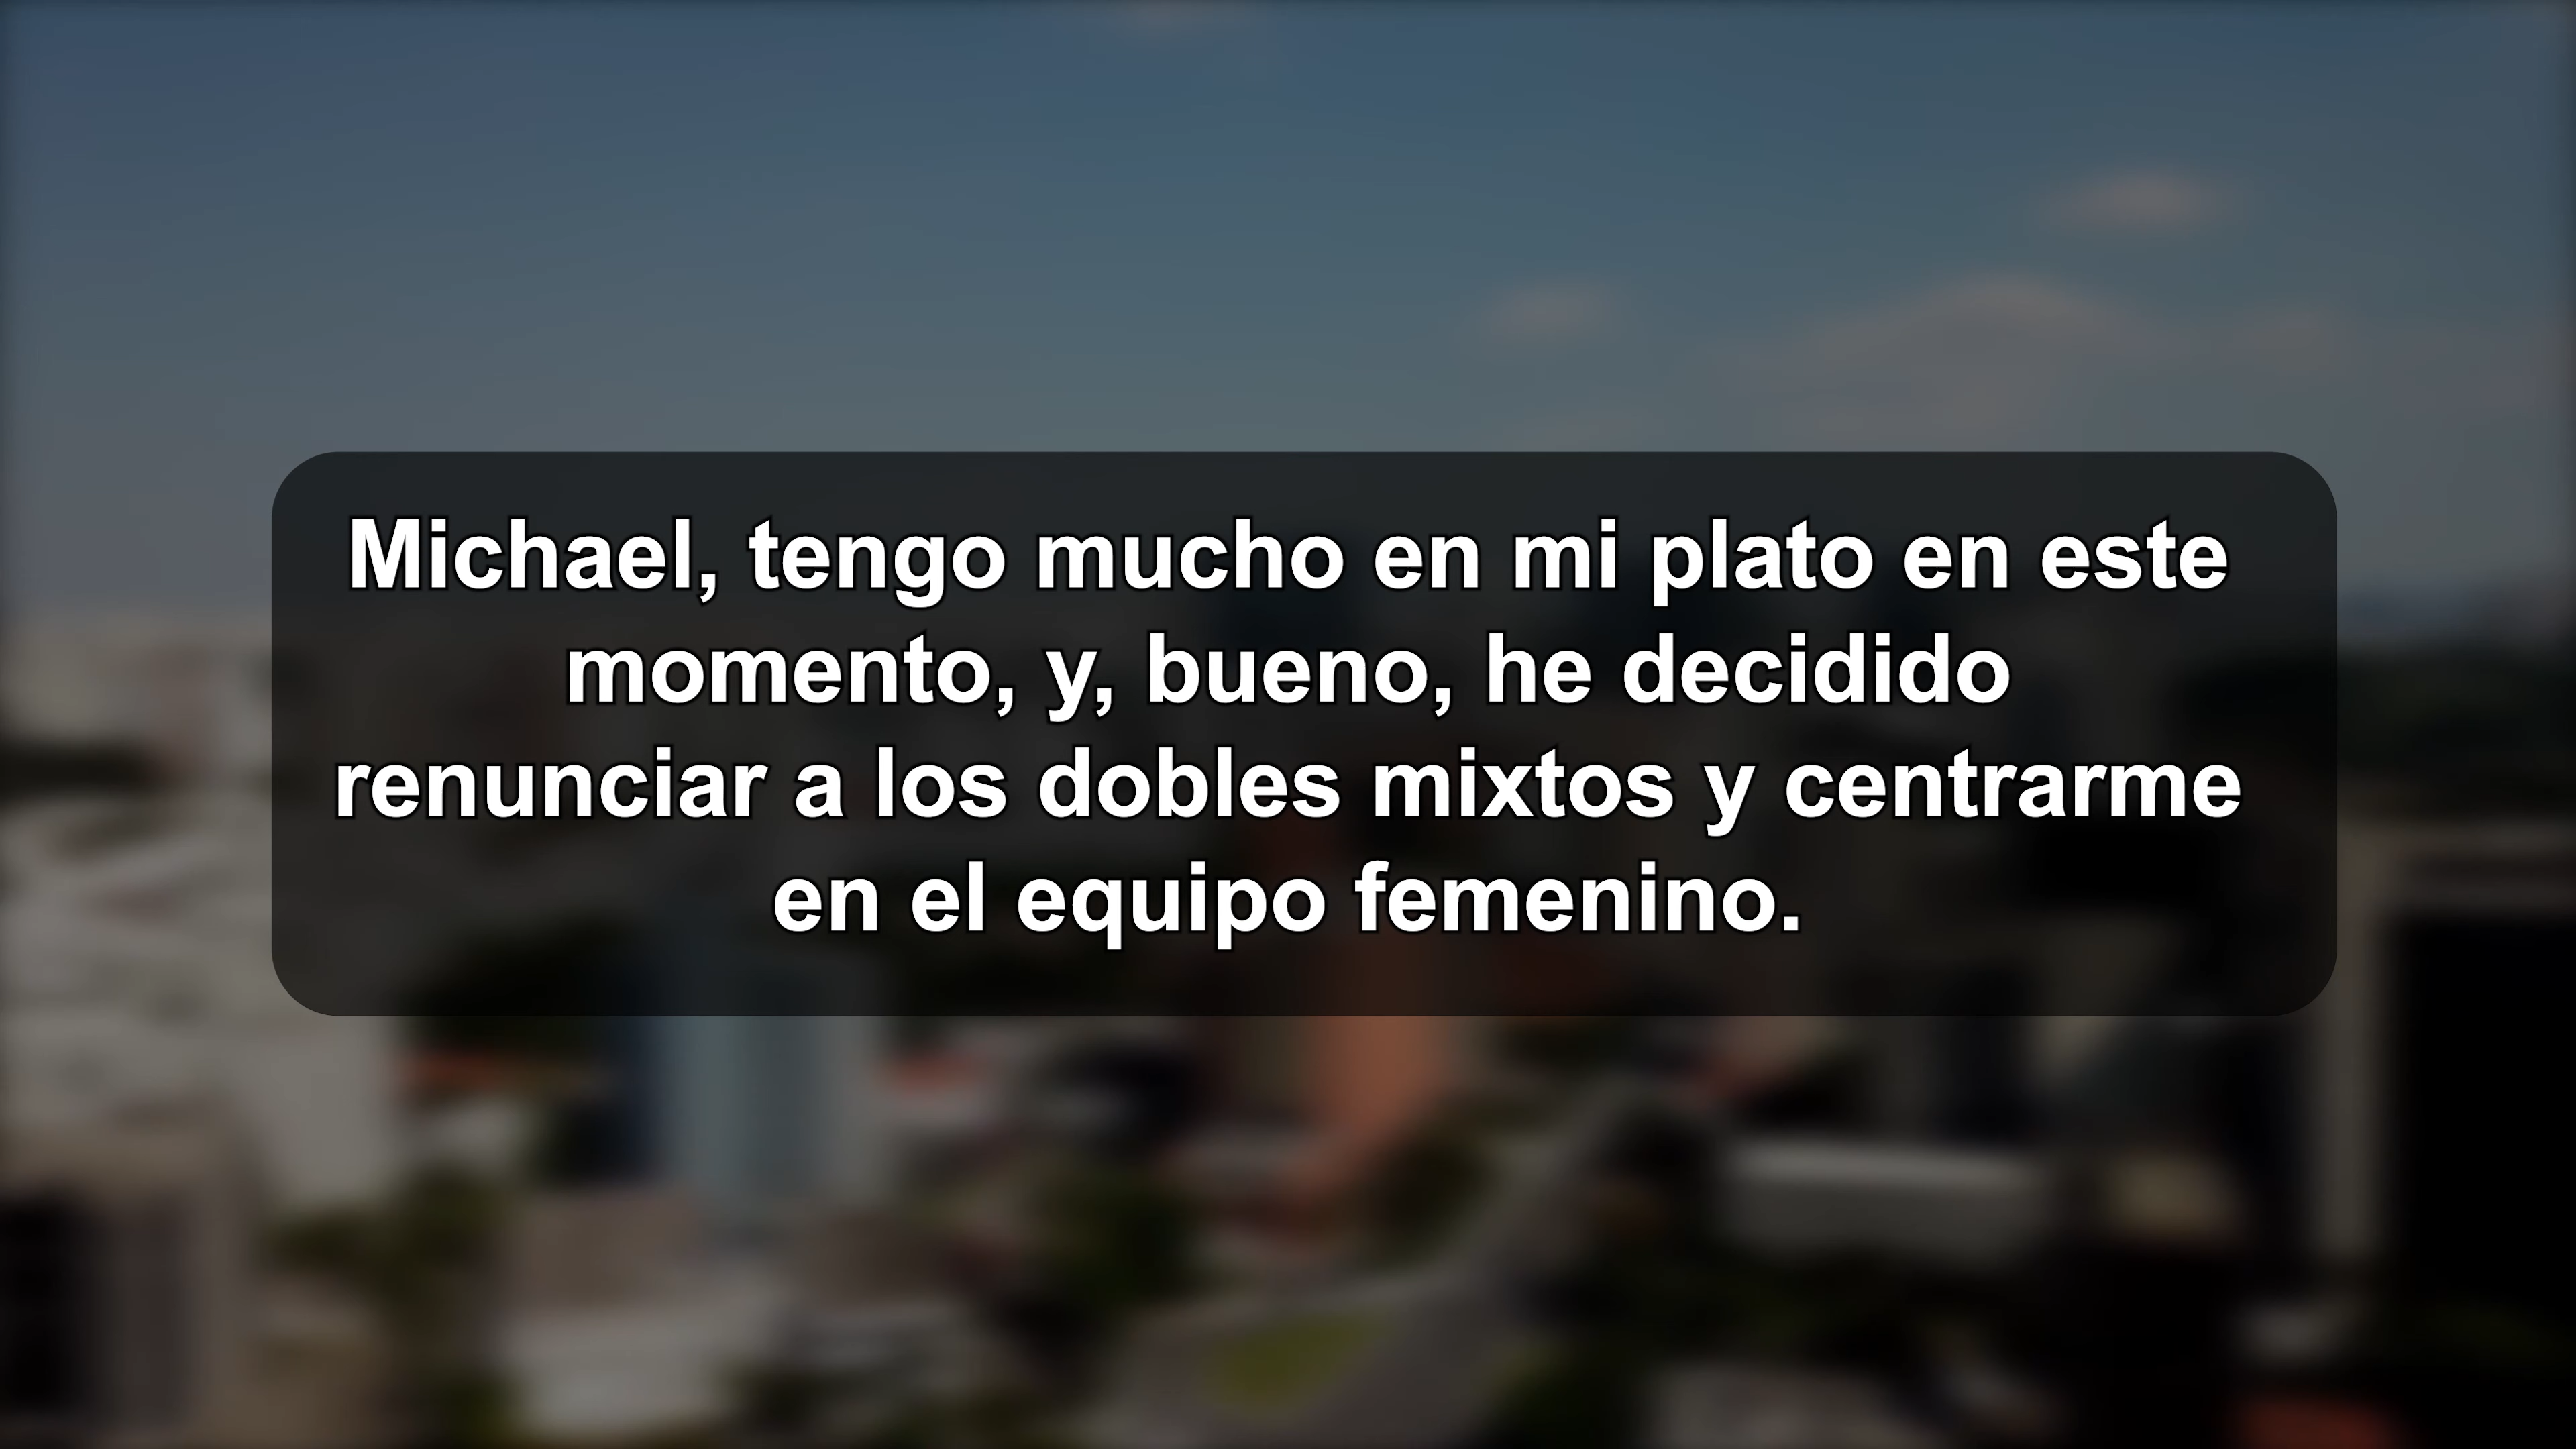 Michael, tengo mucho en mi plato en este
momento, y, bueno, he decidido
renunciar a los dobles mixtos y centrarme
en el equipo femenino.